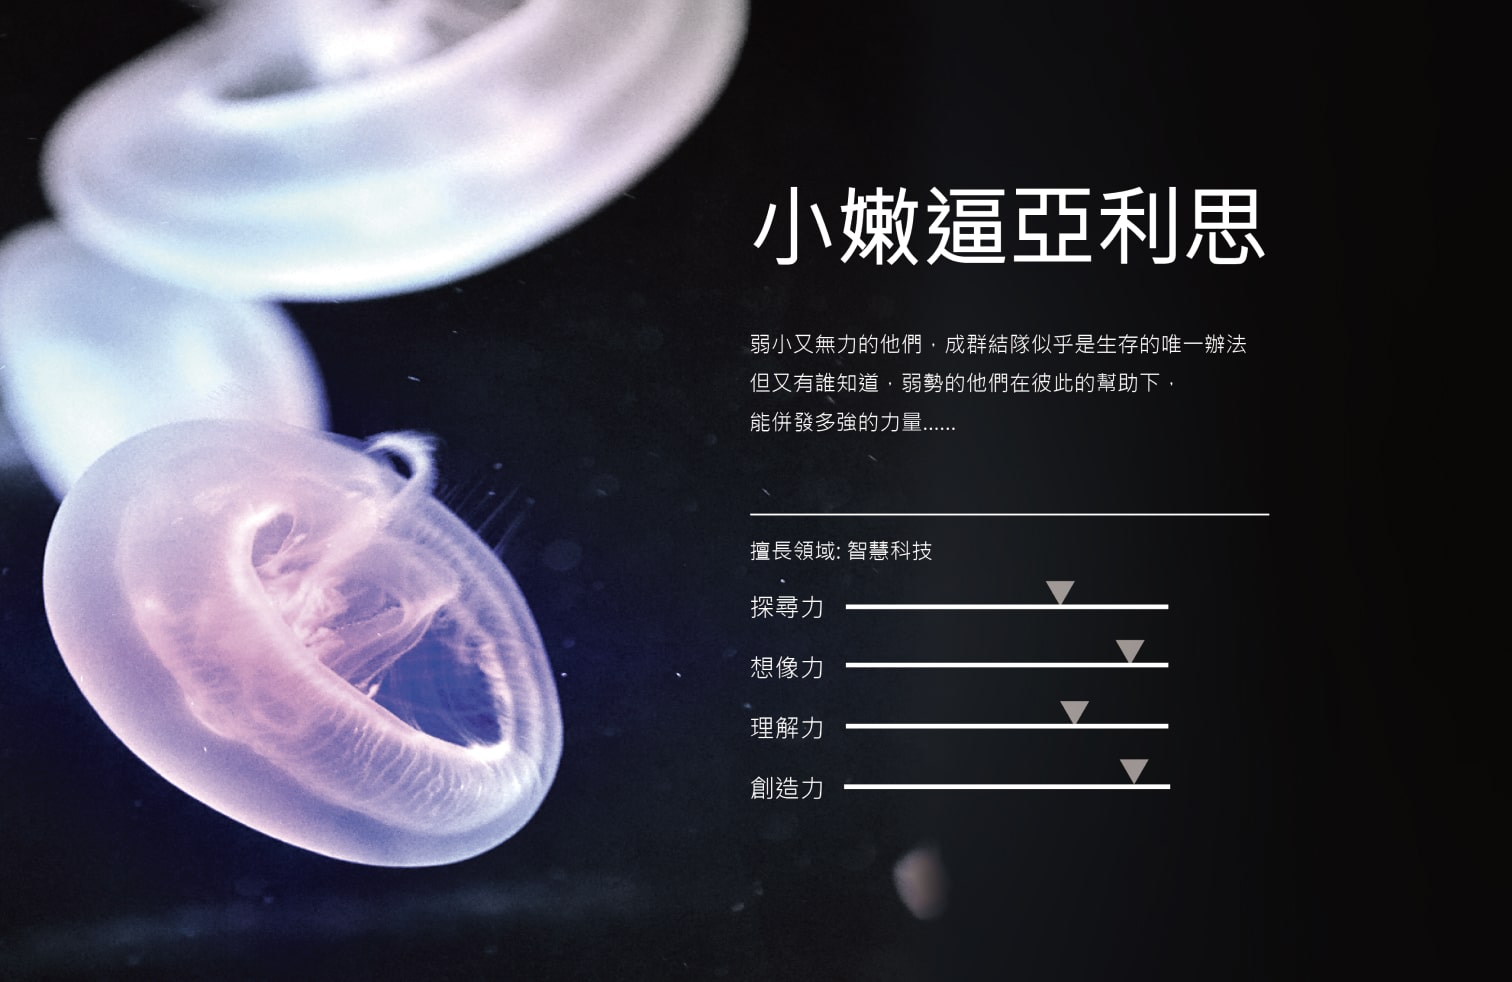 小嫩逼亞利思
弱小又無力的他們，成群結隊似乎是生存的唯一辦法
但又有誰知道，弱勢的他們在彼此的幫助下，
能併發多強的力量......
擅長領域: 智慧科技
探尋力
想像力
理解力
創造力